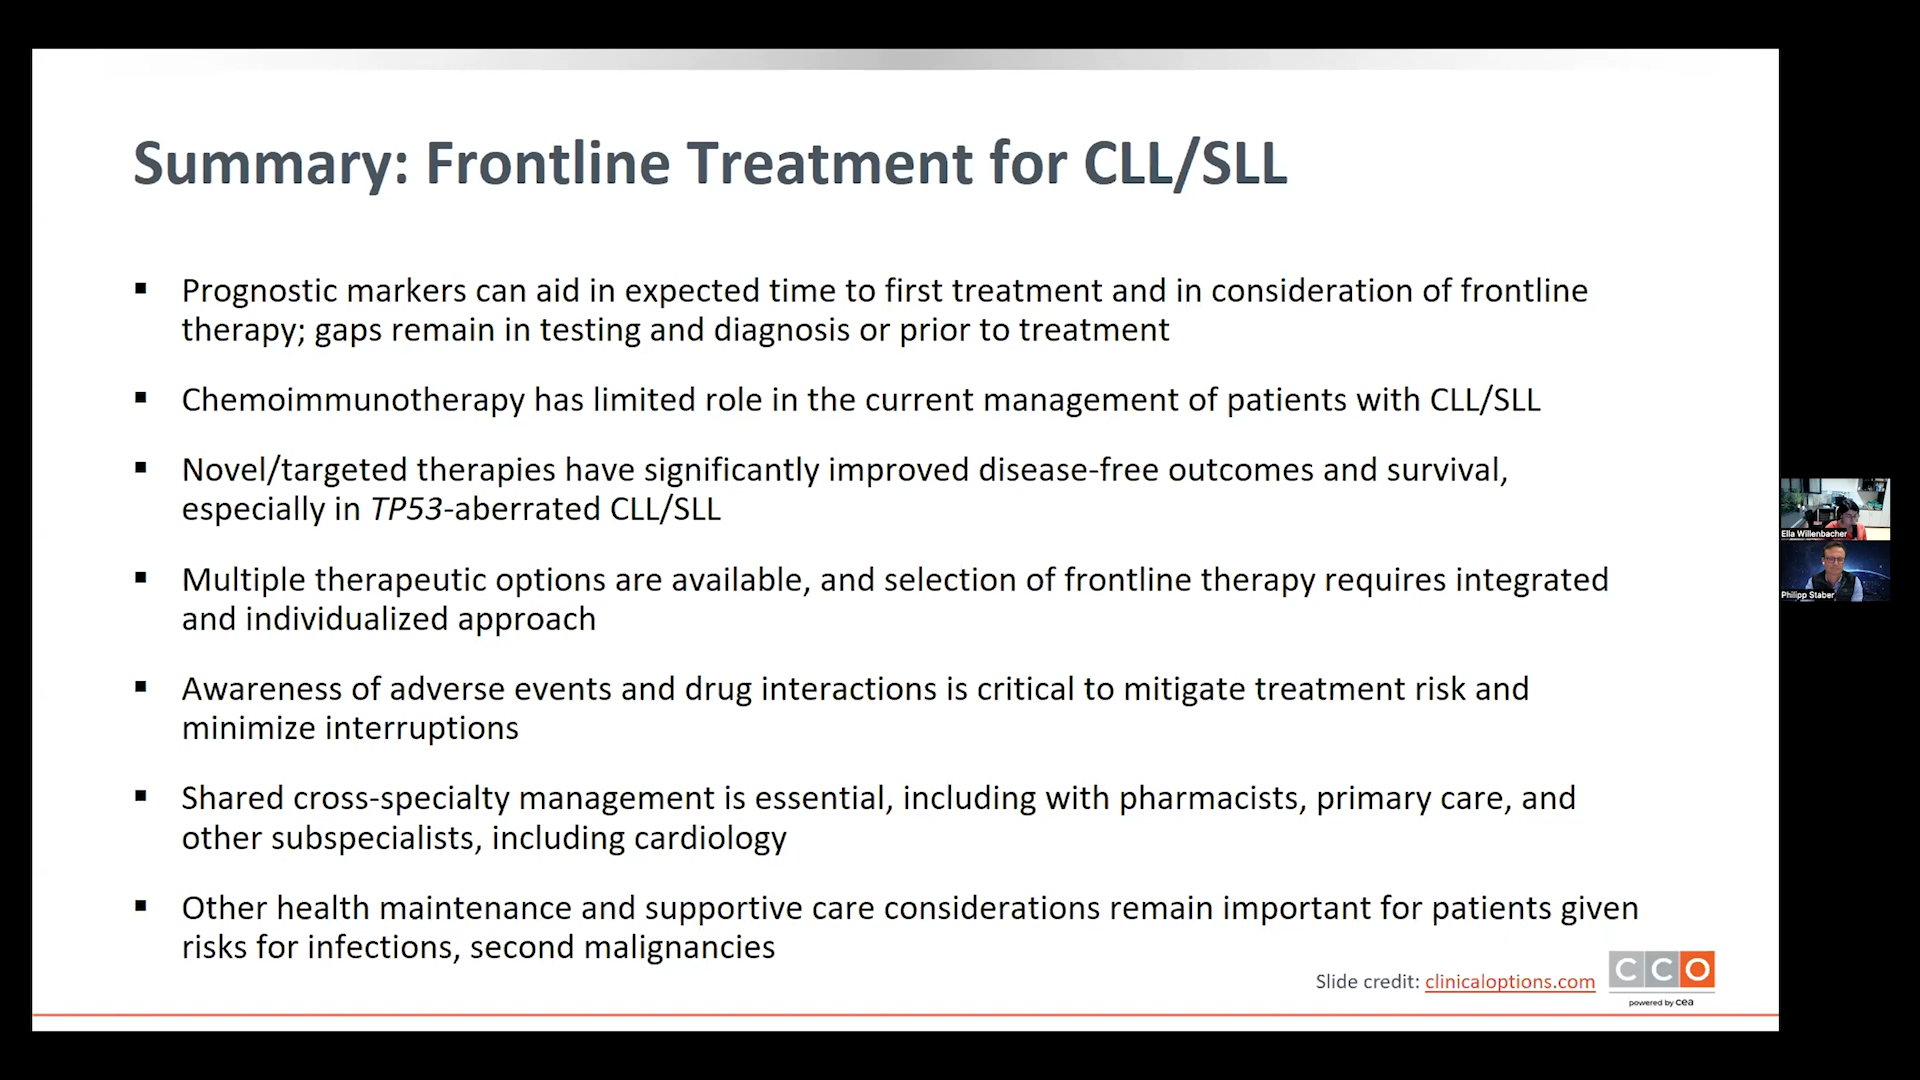 Summary: Frontline Treatment for CLL/SLL
▪ Prognostic markers can aid in expected time to first treatment and in consideration of frontline
therapy; gaps remain in testing and diagnosis or prior to treatment
▪ Chemoimmunotherapy has limited role in the current management of patients with CLL/SLL
▪ Novel/targeted therapies have significantly improved disease-free outcomes and survival,
especially in TP53-aberrated CLL/SLL
▪ Multiple therapeutic options are available, and selection of frontline therapy requires integrated
and individualized approach
▪ Awareness of adverse events and drug interactions is critical to mitigate treatment risk and
minimize interruptions
▪ Shared cross-specialty management is essential, including with pharmacists, primary care, and
other subspecialists, including cardiology
▪ Other health maintenance and supportive care considerations remain important for patients given
risks for infections, second malignancies
Slide credit: clinicaloptions.com
CCO
powered by cea
Ella Willenbacher
Philipp Staber